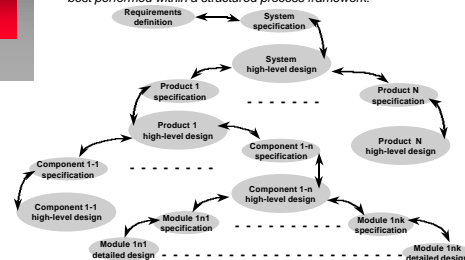 best performed within a structured process framework.
Requirements
definition
System
specification
System
high-level design
Product 1
specification
Product N
specification
Product 1
high-level design
Product N
high-level design
Component 1-n
specification
Component 1-1
specification
Component 1-n
high-level design
Component 1-1
high-level design
Module 1n1
specification
Module 1nk
specification
Module 1n1
detailed design
Module 1nk
detailed design